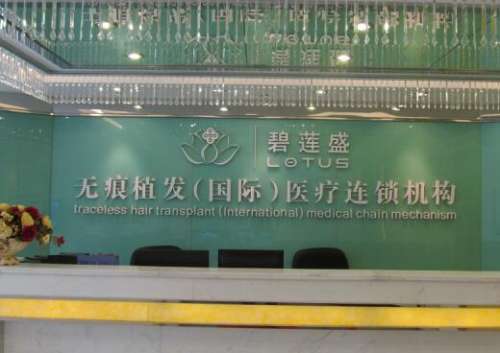 碧莲盛
LOTUS
无痕植发(国际)医疗连锁机构
traceless hair transplant (International) medical chain mechanism